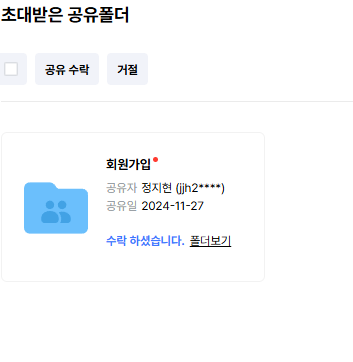 초대받은 공유폴더
공유 수락 거절
회원가입
공유자 정지현 (jjh2****)
공유일 2024-11-27
수락 하셨습니다. 폴더보기